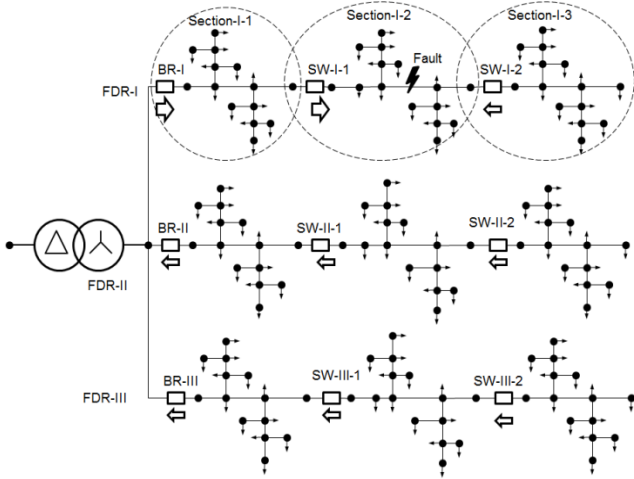 Section-I-1
Section-I-2
Section-I-3
BR-I
SW-I-1
Fault
SW-I-2
FDR-I
BR-II
SW-II-1
SW-II-2
FDR-II
BR-III
SW-III-1
SW-III-2
FDR-III